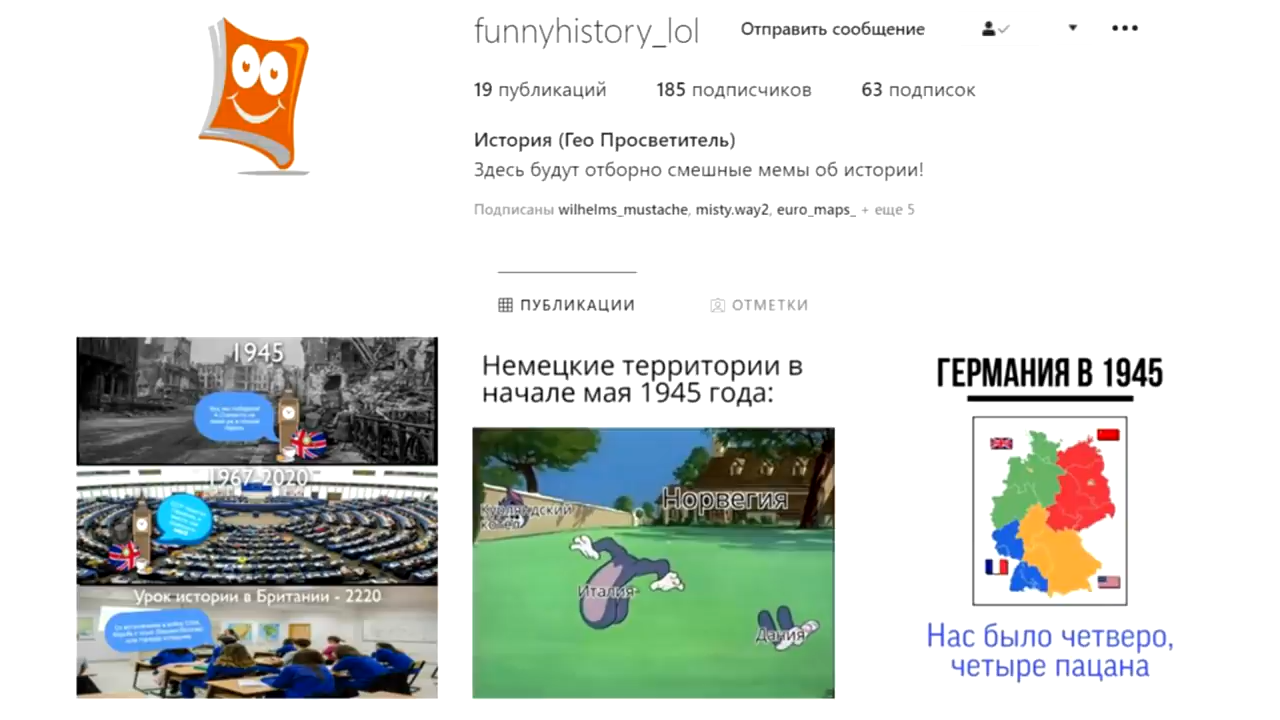 funnyhistory_lol
Отправить сообщение
19 публикаций 185 подписчиков 63 подписок
История (Гео Просветитель)
Здесь будут отборно смешные мемы об истории!
Подписаны wilhelms_mustache, misty.way2, euro_maps_ + еще 5
ПУБЛИКАЦИИ ОТМЕТКИ
1945
1967-2020
Урок истории в Британии - 2220
Немецкие территории в
начале мая 1945 года:
Курляндский
котел
Норвегия
Италия
Дания
ГЕРМАНИЯ В 1945
Нас было четверо,
четыре пацана